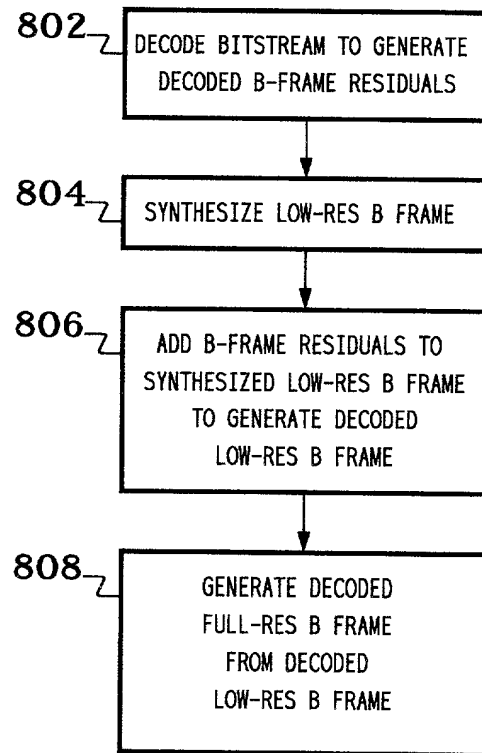 802
DECODE BITSTREAM TO GENERATE
DECODED B-FRAME RESIDUALS
804
SYNTHESIZE LOW-RES B FRAME
806
ADD B-FRAME RESIDUALS TO
SYNTHESIZED LOW-RES B FRAME
TO GENERATE DECODED
LOW-RES B FRAME
808
GENERATE DECODED
FULL-RES B FRAME
FROM DECODED
LOW-RES B FRAME